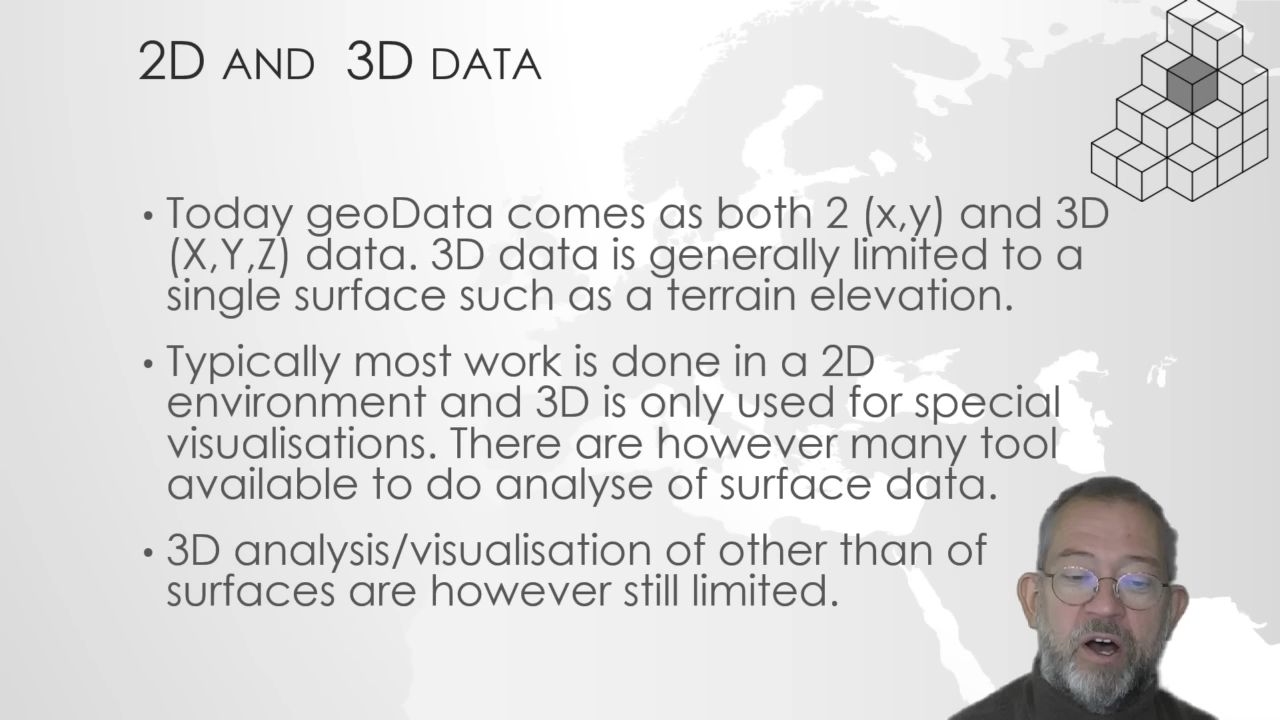 2D AND 3D DATA
• Today geoData comes as both 2 (x,y) and 3D
(X,Y,Z) data. 3D data is generally limited to a
single surface such as a terrain elevation.
• Typically most work is done in a 2D
environment and 3D is only used for special
visualisations. There are however many tool
available to do analyse of surface data.
• 3D analysis/visualisation of other than of
surfaces are however still limited.